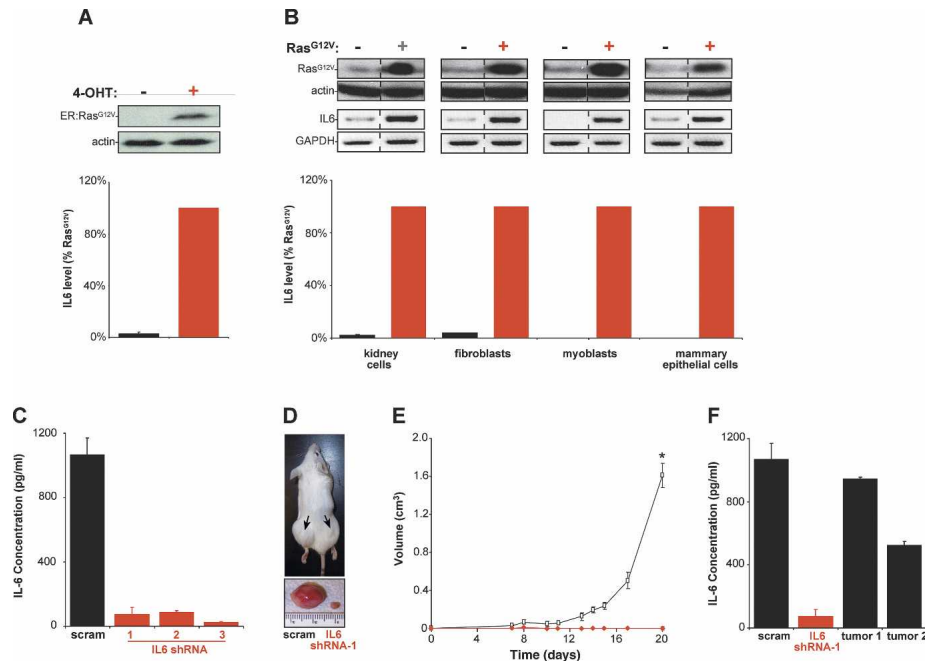 A
4-OHT: - +
ER:RasG12V
actin
120%
80%
40%
0%
IL6 level (% RasG12V)
B
RasG12V: - + - + - + - +
RasG12V
actin
IL6
GAPDH
120%
80%
40%
0%
IL6 level (% RasG12V)
kidney cells
fibroblasts
myoblasts
mammary epithelial cells
C
1200
800
400
0
IL-6 Concentration (pg/ml)
scram 1 2 3
IL6 shRNA
D
scram IL6 shRNA-1
E
2.0
1.6
1.2
0.8
0.4
0
Volume (cm3)
*
0 4 8 12 16 20
Time (days)
F
1200
900
600
300
0
IL-6 Concentration (pg/ml)
scram IL6 shRNA-1 tumor 1 tumor 2